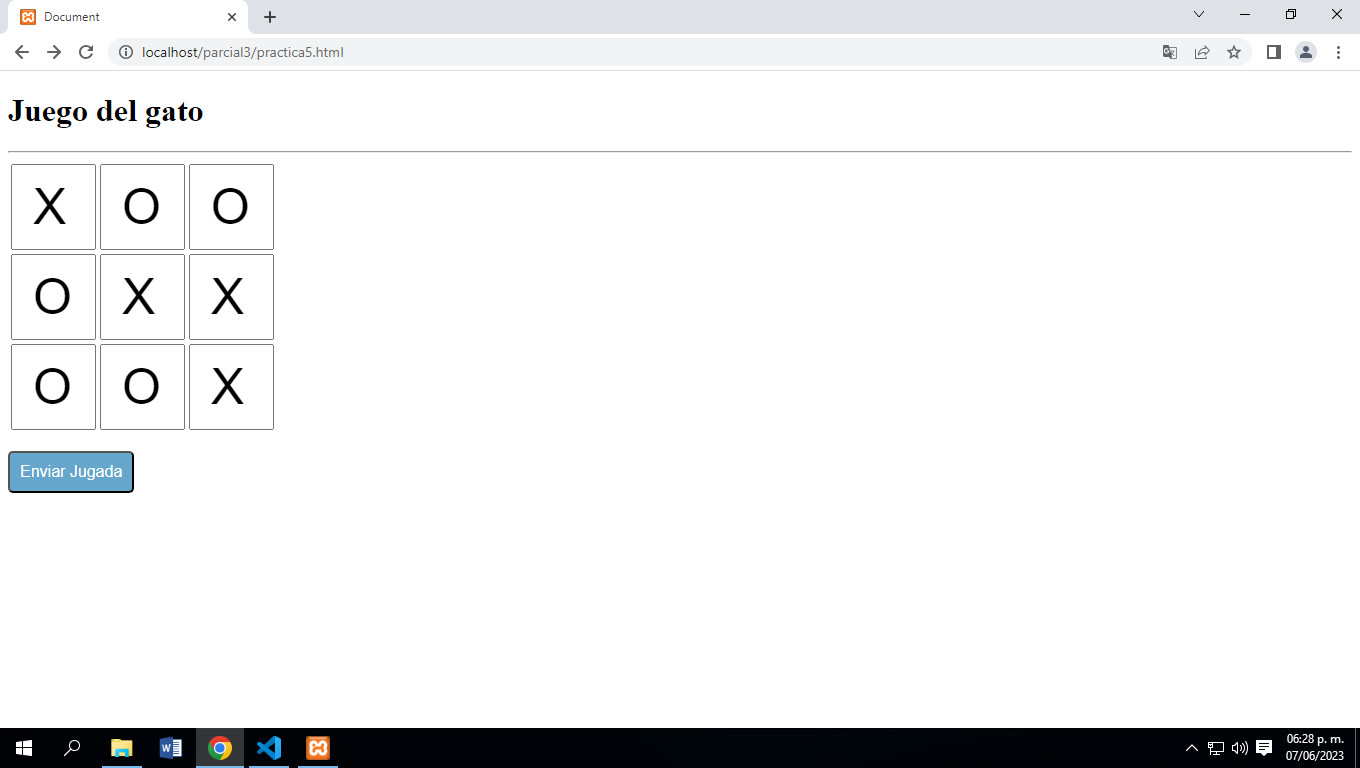 Document
localhost/parcial3/practica5.html
Juego del gato
X O O
O X X
O O X
Enviar Jugada
06:28 p. m.
07/06/2023